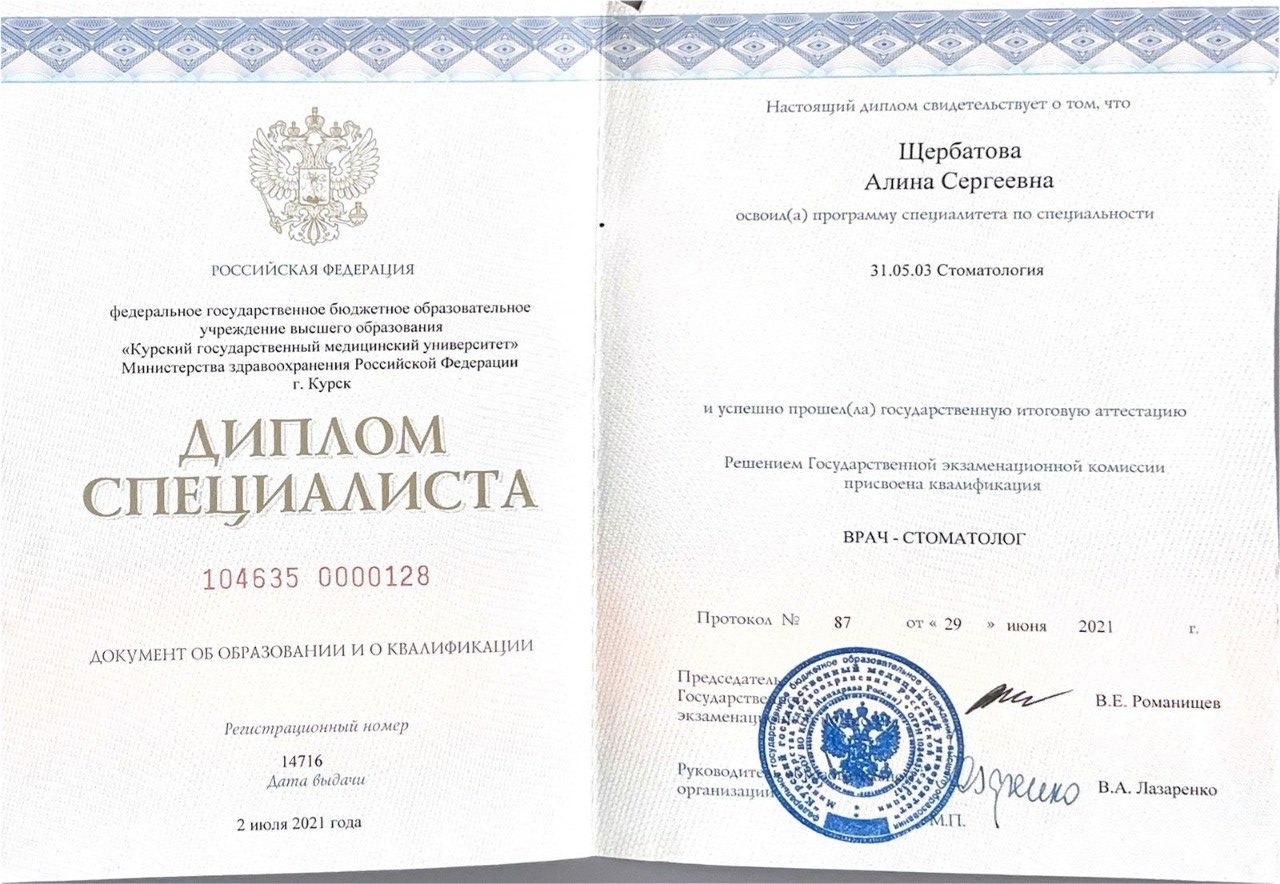 РОССИЙСКАЯ ФЕДЕРАЦИЯ
федеральное государственное бюджетное образовательное
учреждение высшего образования
«Курский государственный медицинский университет»
Министерства здравоохранения Российской Федерации
г. Курск
ДИПЛОМ
СПЕЦИАЛИСТА
104635 0000128
ДОКУМЕНТ ОБ ОБРАЗОВАНИИ И О КВАЛИФИКАЦИИ
Регистрационный номер
14716
Дата выдачи
2 июля 2021 года
Настоящий диплом свидетельствует о том, что
Щербатова
Алина Сергеевна
освоил(а) программу специалитета по специальности
31.05.03 Стоматология
и успешно прошел(ла) государственную итоговую аттестацию
Решением Государственной экзаменационной комиссии
присвоена квалификация
ВРАЧ - СТОМАТОЛОГ
Протокол № 87 от « 29 » июня 2021 г.
Председатель
Государстве
экзаменац
В.Е. Романищев
Руководите
организации
В.А. Лазаренко
М.П.